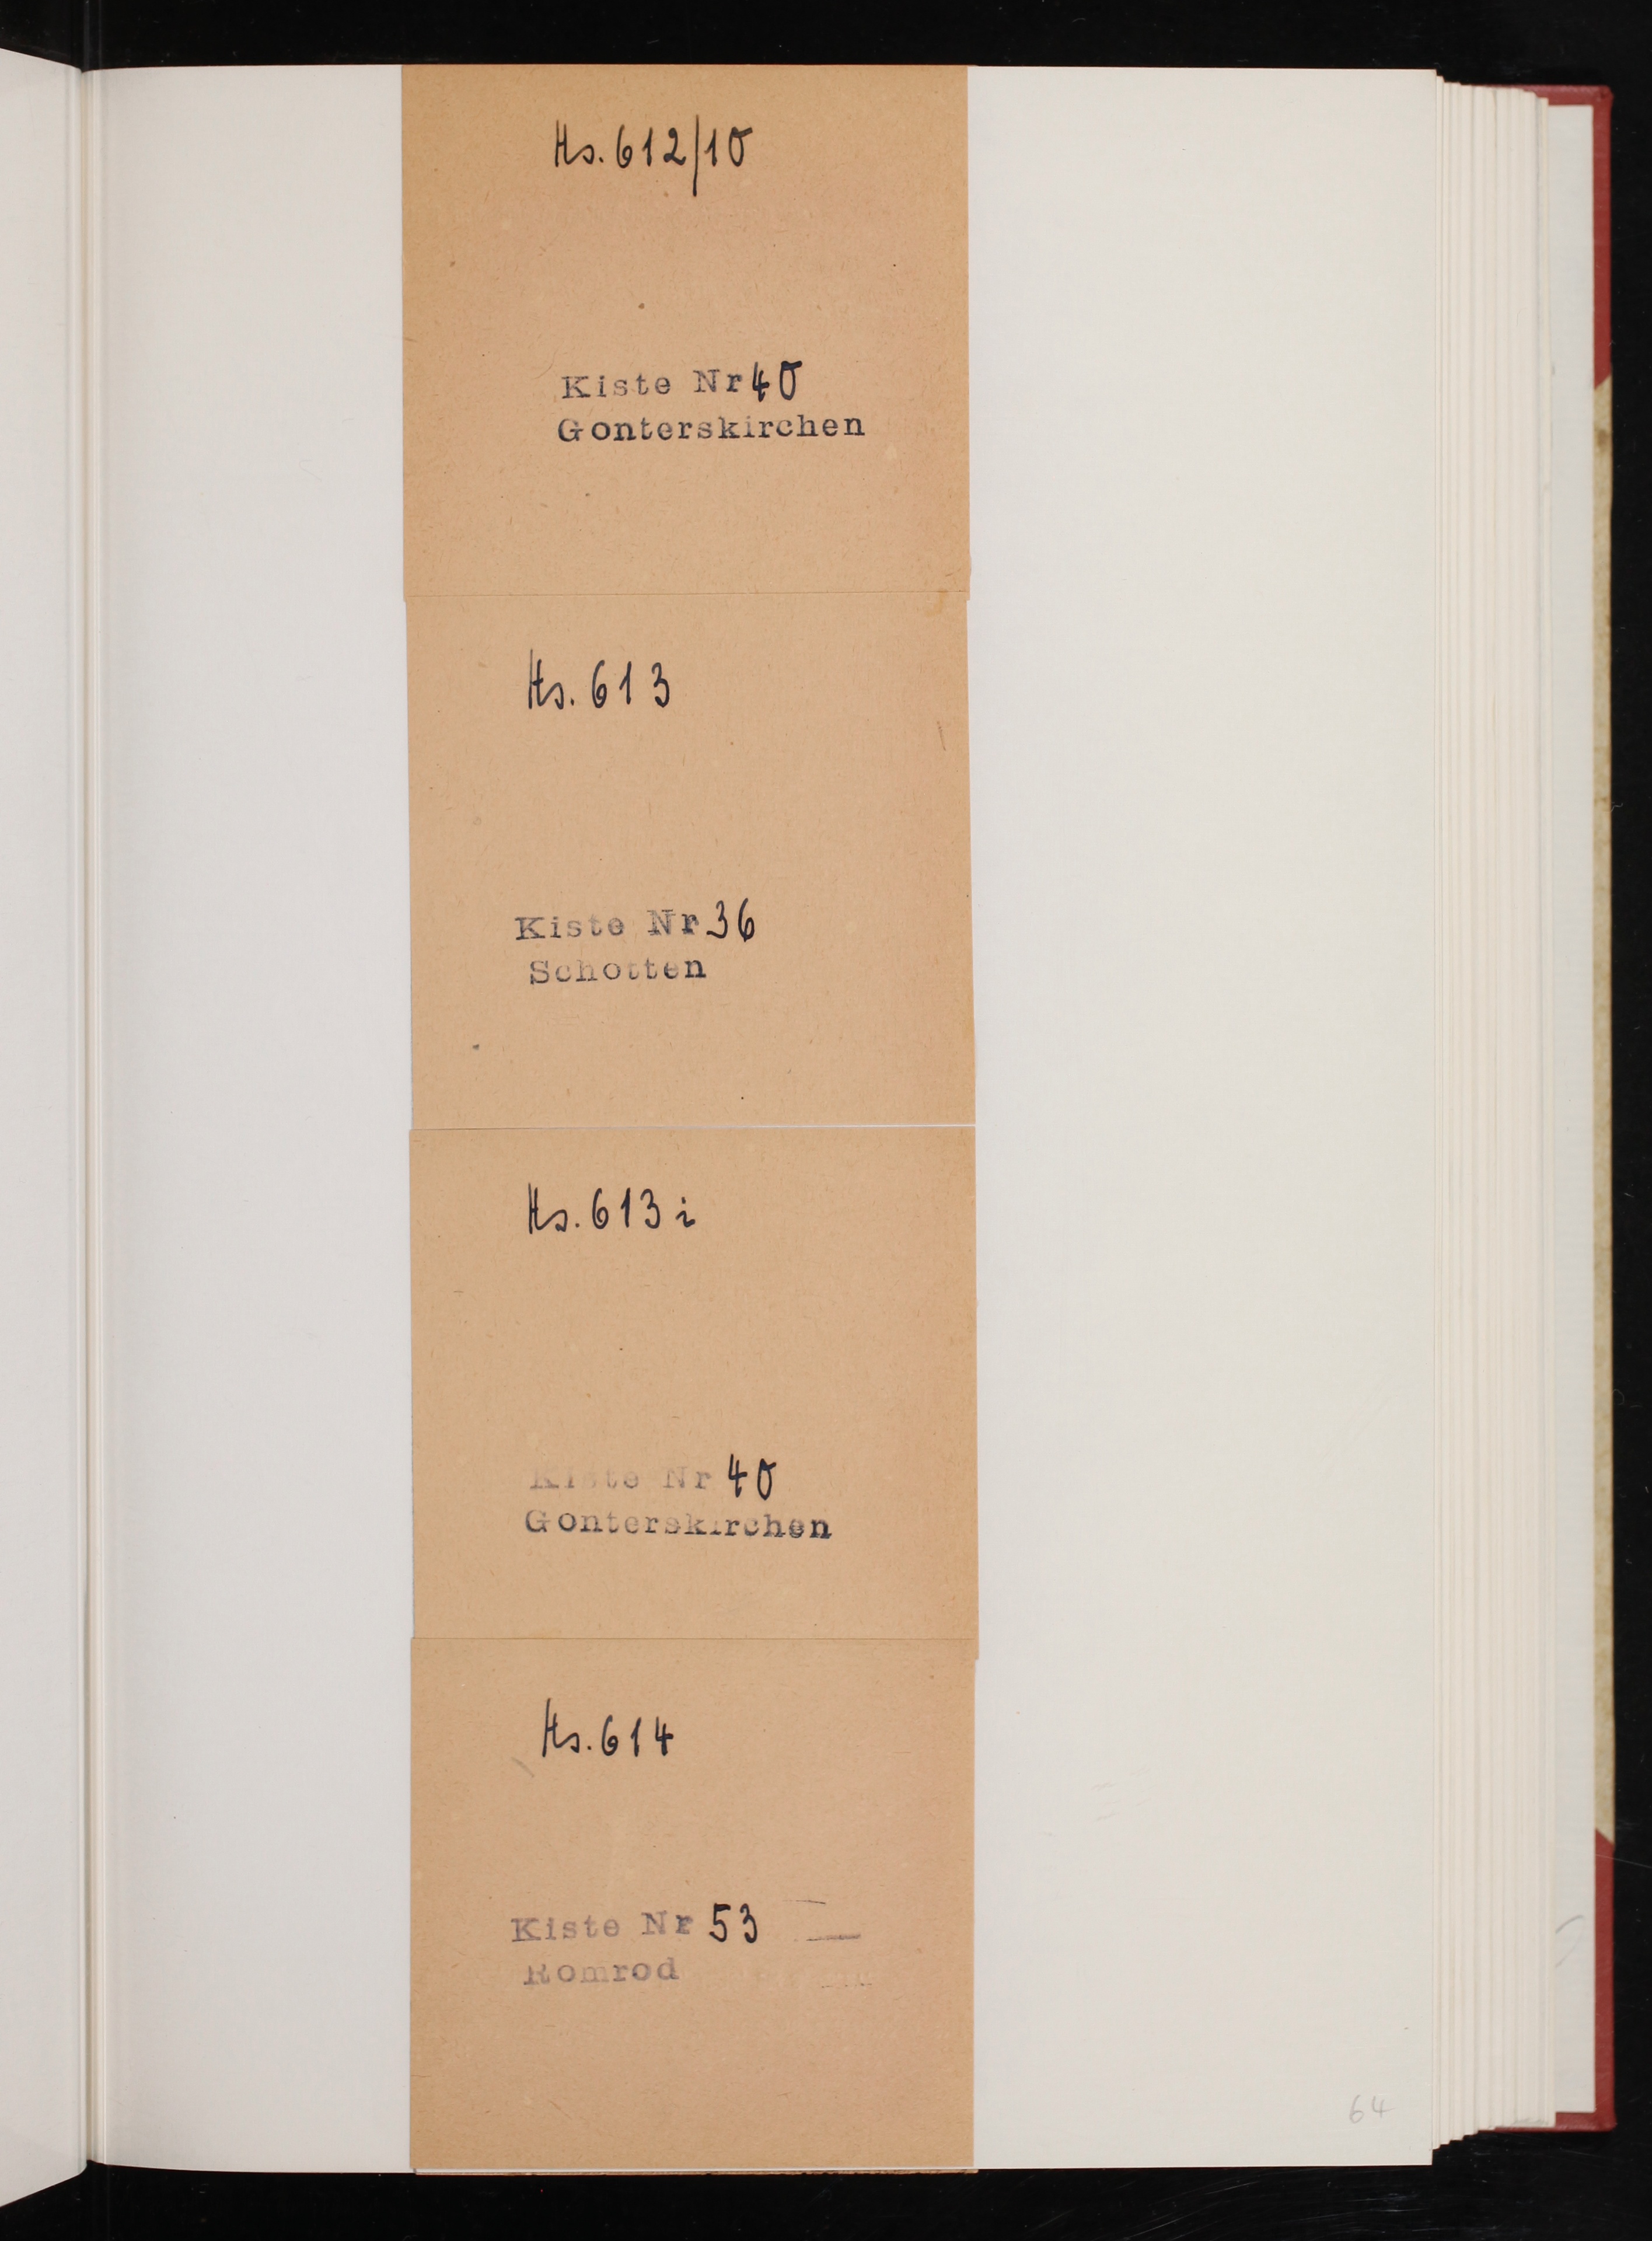 Hs. 612/10
Kiste Nr 40
Gonterskirchen
Hs. 613
Kiste Nr 36
Schotten
Hs. 613 i
Kiste Nr 40
Gonterskirchen
Hs. 614
Kiste Nr 53
Romrod
64